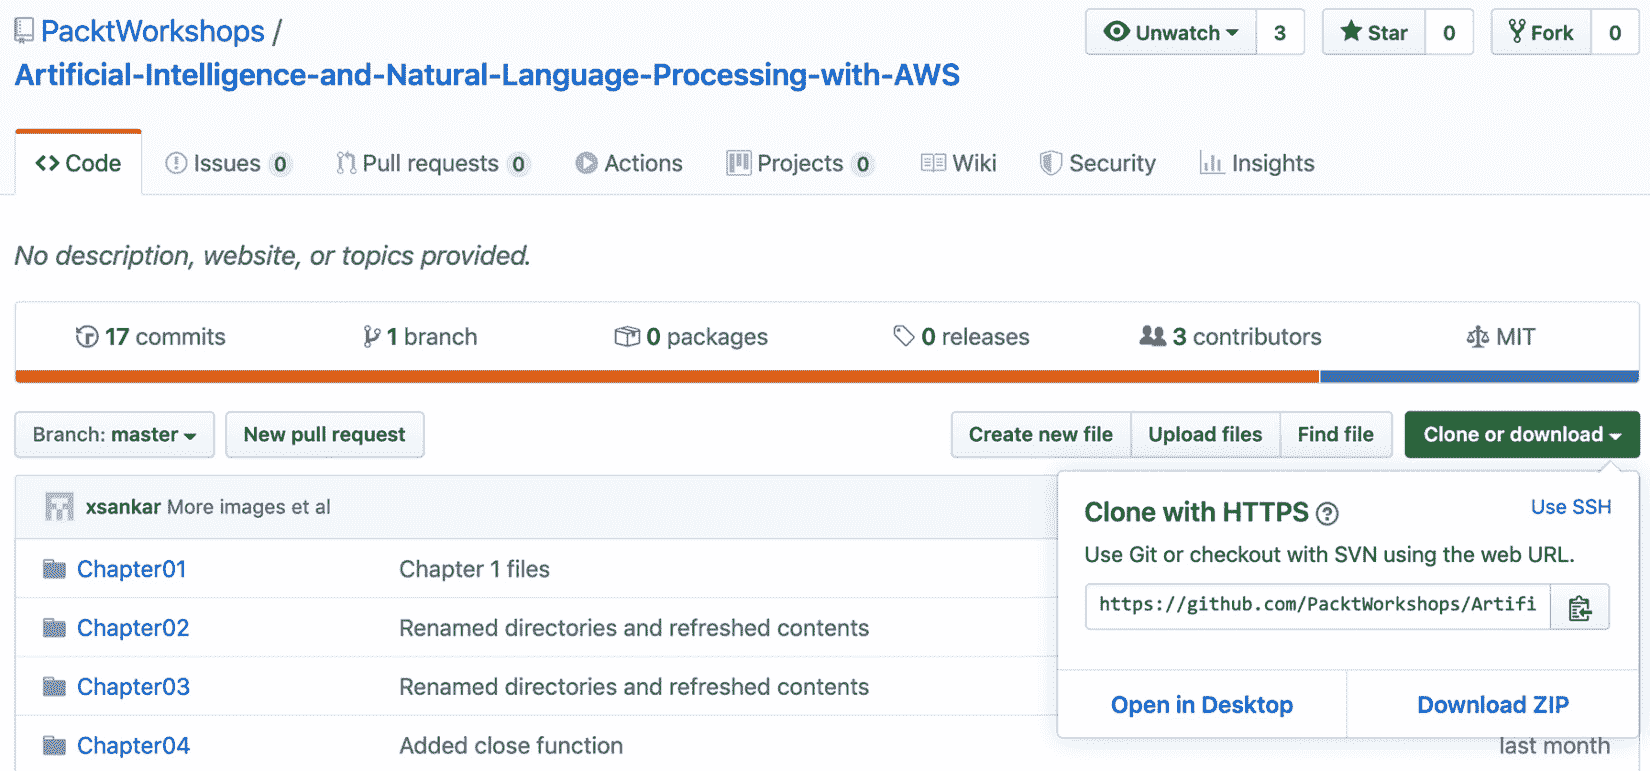 PacktWorkshops /
Unwatch 3 Star 0 Fork 0
Artificial-Intelligence-and-Natural-Language-Processing-with-AWS
<> Code Issues 0 Pull requests 0 Actions Projects 0 Wiki Security Insights
No description, website, or topics provided.
17 commits 1 branch 0 packages 0 releases 3 contributors MIT
Branch: master New pull request Create new file Upload files Find file Clone or download
xsankar More images et al
Clone with HTTPS ? Use SSH
Use Git or checkout with SVN using the web URL.
Chapter01 Chapter 1 files
https://github.com/PacktWorkshops/Artifi
Chapter02 Renamed directories and refreshed contents
Chapter03 Renamed directories and refreshed contents
Open in Desktop Download ZIP
Chapter04 Added close function last month